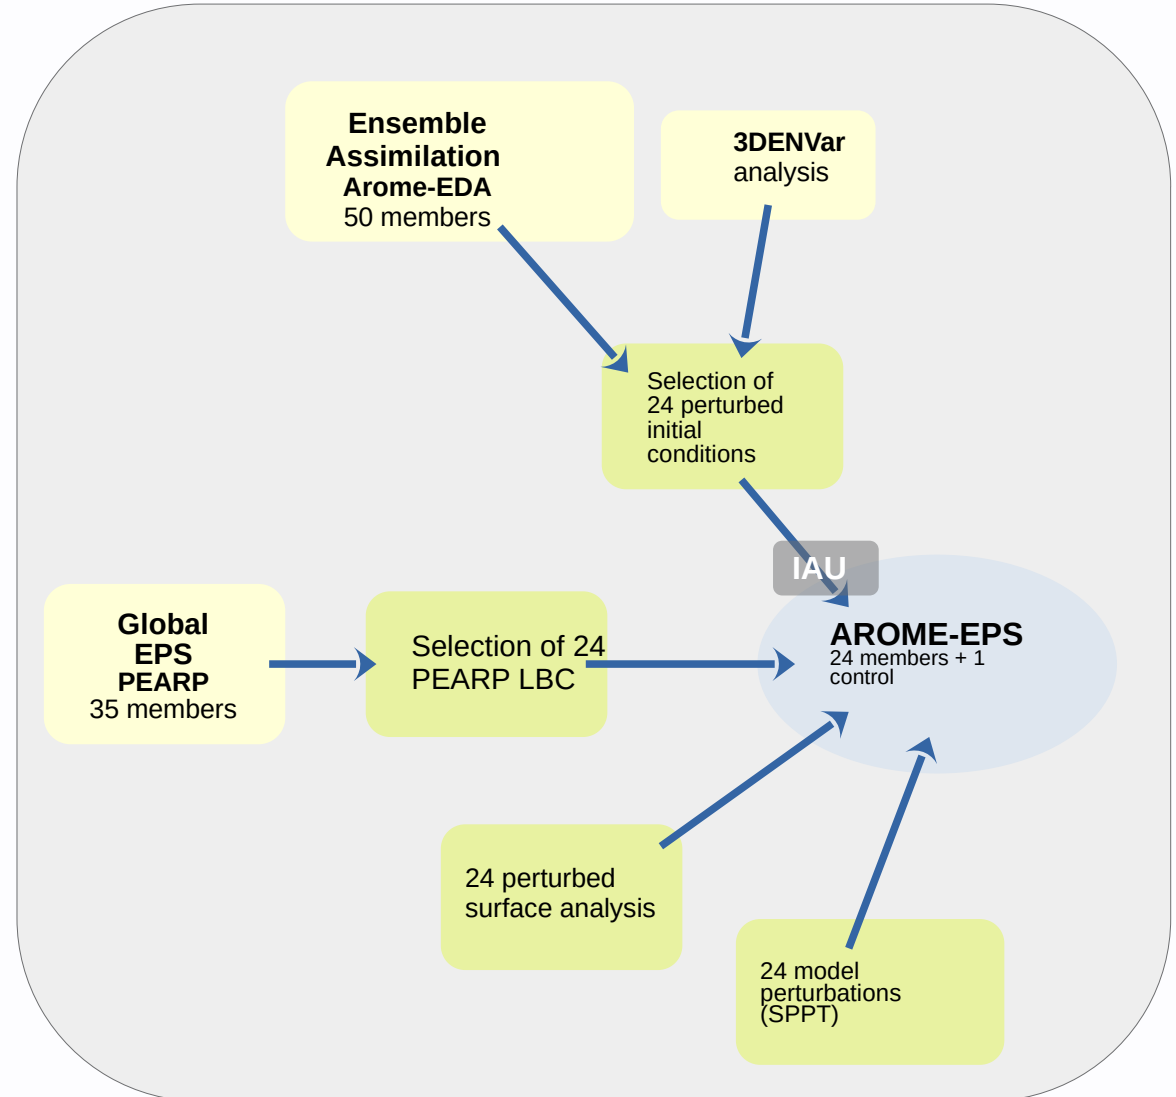 Ensemble
Assimilation
Arome-EDA
50 members
3DENVar
analysis
Selection of
24 perturbed
initial
conditions
IAU
Global
EPS
PEARP
35 members
Selection of 24
PEARP LBC
AROME-EPS
24 members + 1
control
24 perturbed
surface analysis
24 model
perturbations
(SPPT)